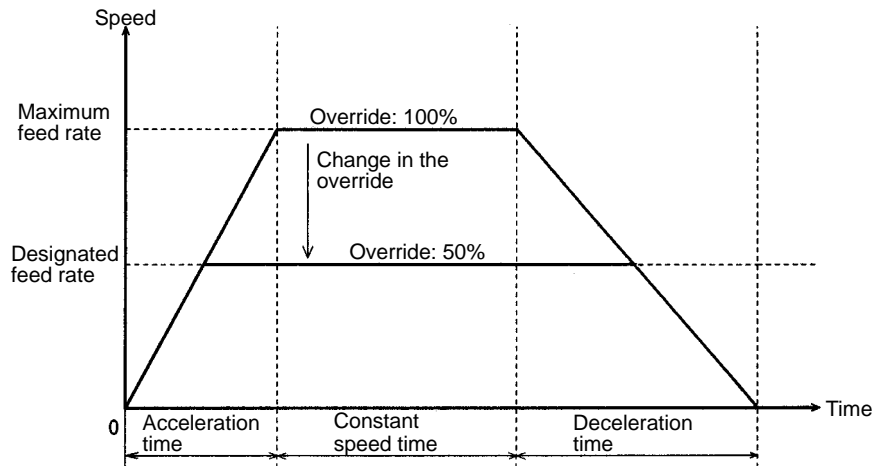 Speed
Maximum
feed rate
Override: 100%
Change in the
override
Designated
feed rate
Override: 50%
0
Time
Acceleration
time
Constant
speed time
Deceleration
time